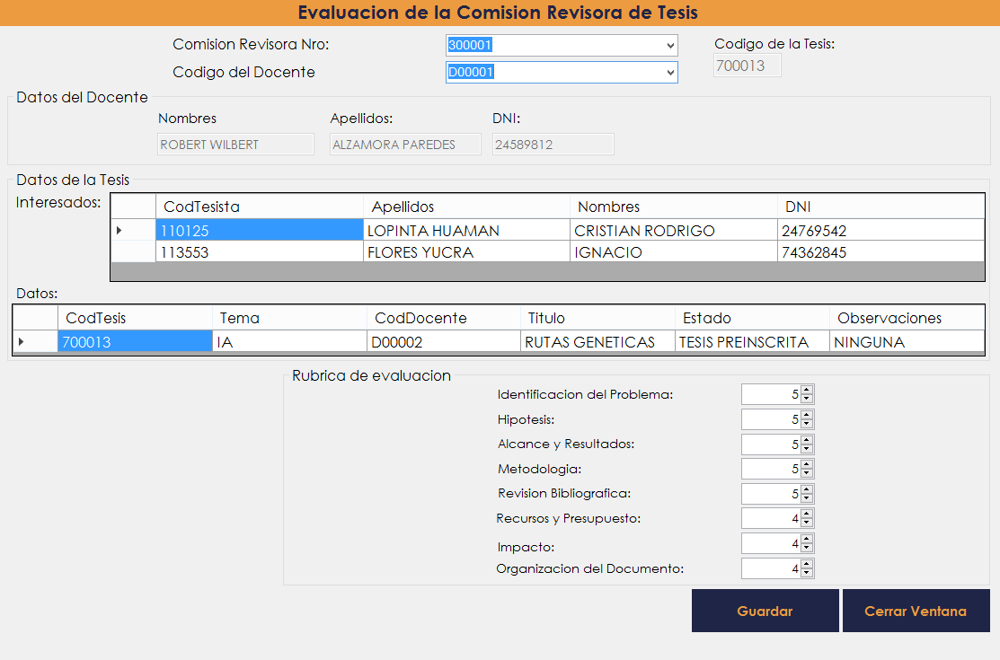 Evaluacion de la Comision Revisora de Tesis
Comision Revisora Nro: 300001 Codigo de la Tesis:
Codigo del Docente D00001 700013
Datos del Docente
Nombres Apellidos: DNI:
ROBERT WILBERT ALZAMORA PAREDES 24589812
Datos de la Tesis
Interesados:
CodTesista Apellidos Nombres DNI
110125 LOPINTA HUAMAN CRISTIAN RODRIGO 24769542
113553 FLORES YUCRA IGNACIO 74362845
Datos:
CodTesis Tema CodDocente Titulo Estado Observaciones
700013 IA D00002 RUTAS GENETICAS TESIS PREINSCRITA NINGUNA
Rubrica de evaluacion
Identificacion del Problema: 5
Hipotesis: 5
Alcance y Resultados: 5
Metodologia: 5
Revision Bibliografica: 5
Recursos y Presupuesto: 4
Impacto: 4
Organizacion del Documento: 4
Guardar Cerrar Ventana